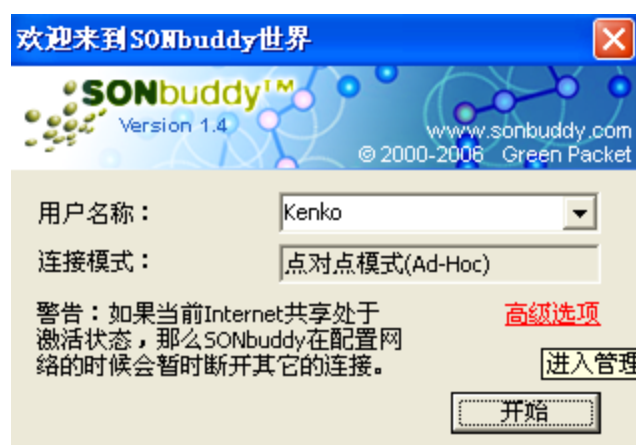 欢迎来到SONbuddy世界
SONbuddy™
Version 1.4
www.sonbuddy.com
© 2000-2006 Green Packet
用户名称：
Kenko
连接模式：
点对点模式(Ad-Hoc)
警告：如果当前Internet共享处于
激活状态，那么SONbuddy在配置网
络的时候会暂时断开其它的连接。
高级选项
进入管理
开始